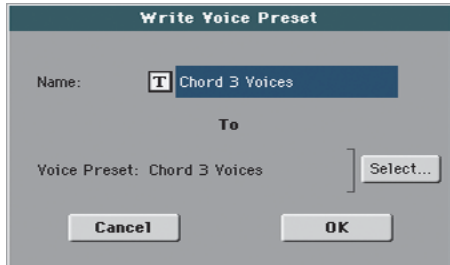 Write Voice Preset
Name: T Chord 3 Voices
To
Voice Preset: Chord 3 Voices Select...
Cancel OK